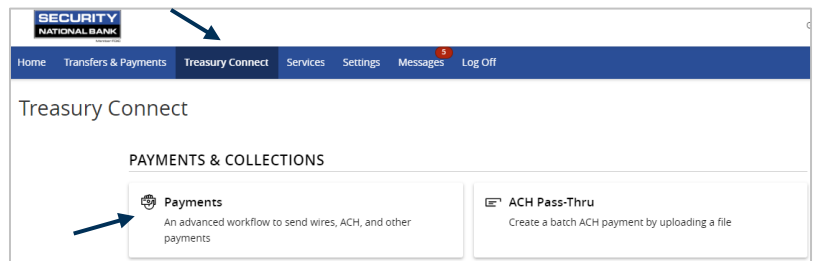 SECURITY
NATIONAL BANK
Home Transfers & Payments Treasury Connect Services Settings Messages 5 Log Off
Treasury Connect
PAYMENTS & COLLECTIONS
Payments
An advanced workflow to send wires, ACH, and other
payments
ACH Pass-Thru
Create a batch ACH payment by uploading a file